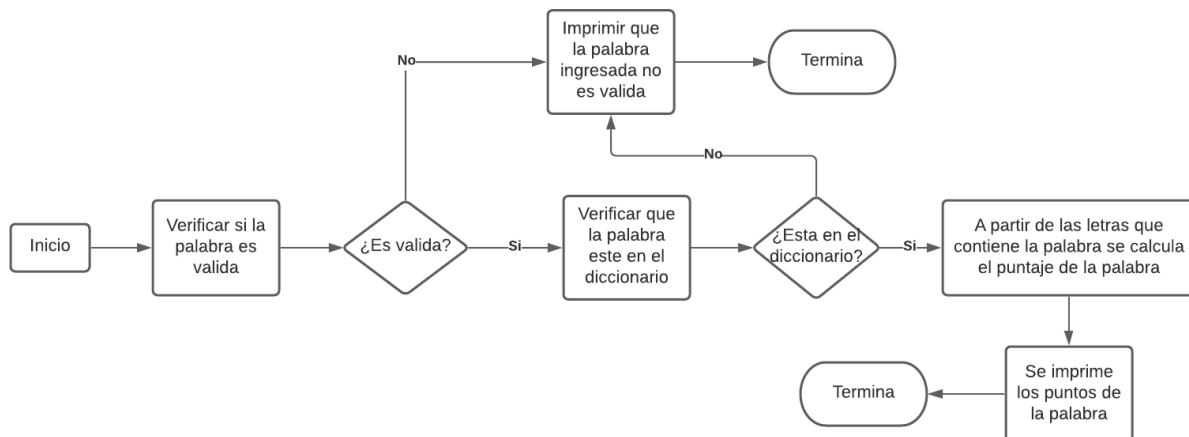 Inicio
Verificar si la
palabra es
valida
¿Es valida?
No
Imprimir que
la palabra
ingresada no
es valida
Termina
Si
Verificar que
la palabra
este en el
diccionario
¿Esta en el
diccionario?
No
Si
A partir de las letras que
contiene la palabra se calcula
el puntaje de la palabra
Se imprime
los puntos de
la palabra
Termina